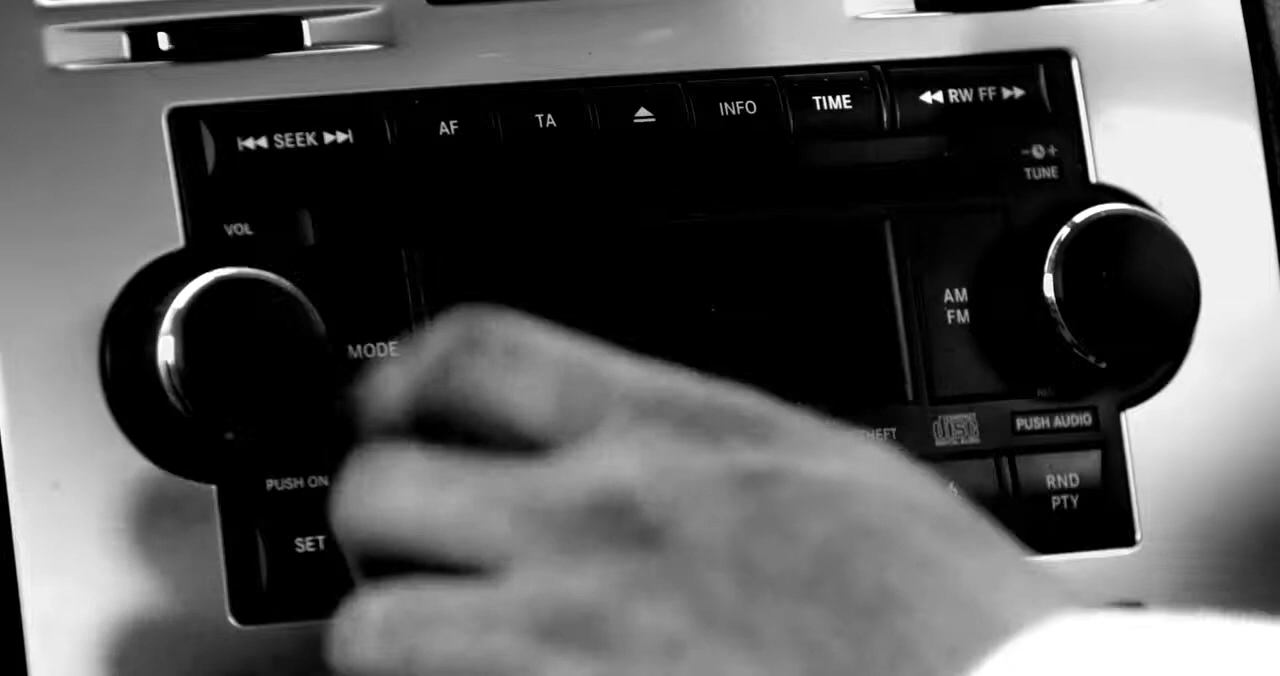 SEEK
AF
TA
INFO
TIME
RW FF
- +
TUNE
VOL
AM
FM
MODE
disc
PUSH AUDIO
PUSH ON
RND
PTY
SET